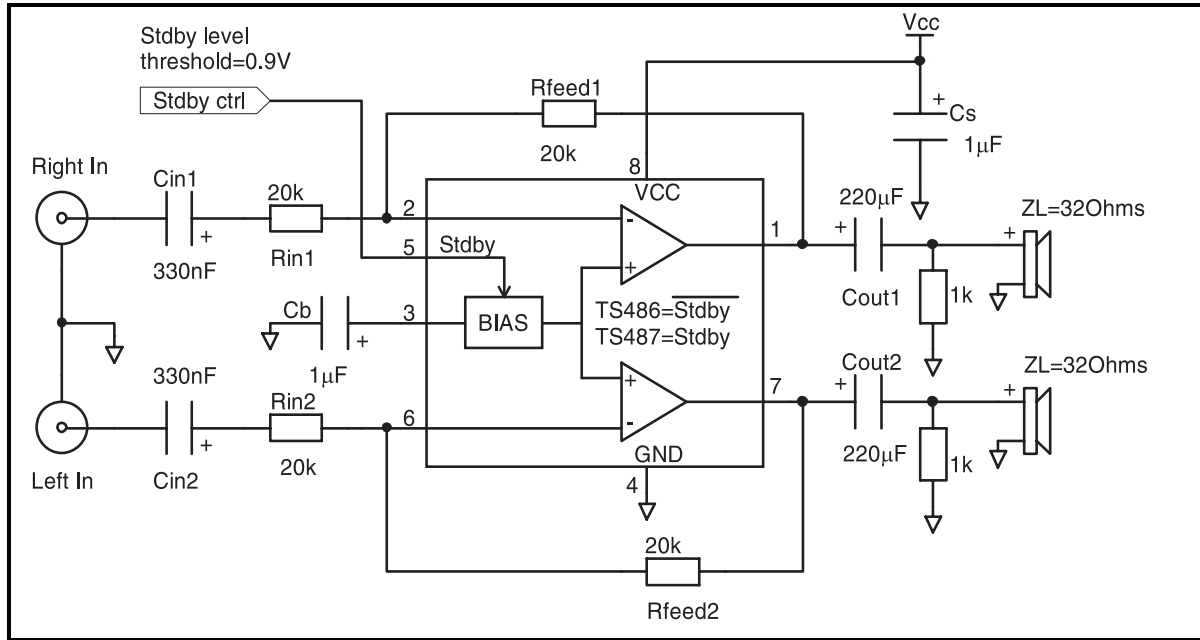 Stdby level
threshold=0.9V
Stdby ctrl
Vcc
Rfeed1
20k
+
Cs
1µF
Right In
Cin1
+
330nF
20k
Rin1
2
5
Stdby
8
VCC
-
+
1
220µF
+
Cout1
1k
+
ZL=32Ohms
Cb
+
1µF
3
BIAS
TS486=Stdby
TS487=Stdby
330nF
+
Cin2
Left In
Rin2
20k
6
+
-
7
GND
4
Cout2
+
220µF
1k
+
ZL=32Ohms
20k
Rfeed2